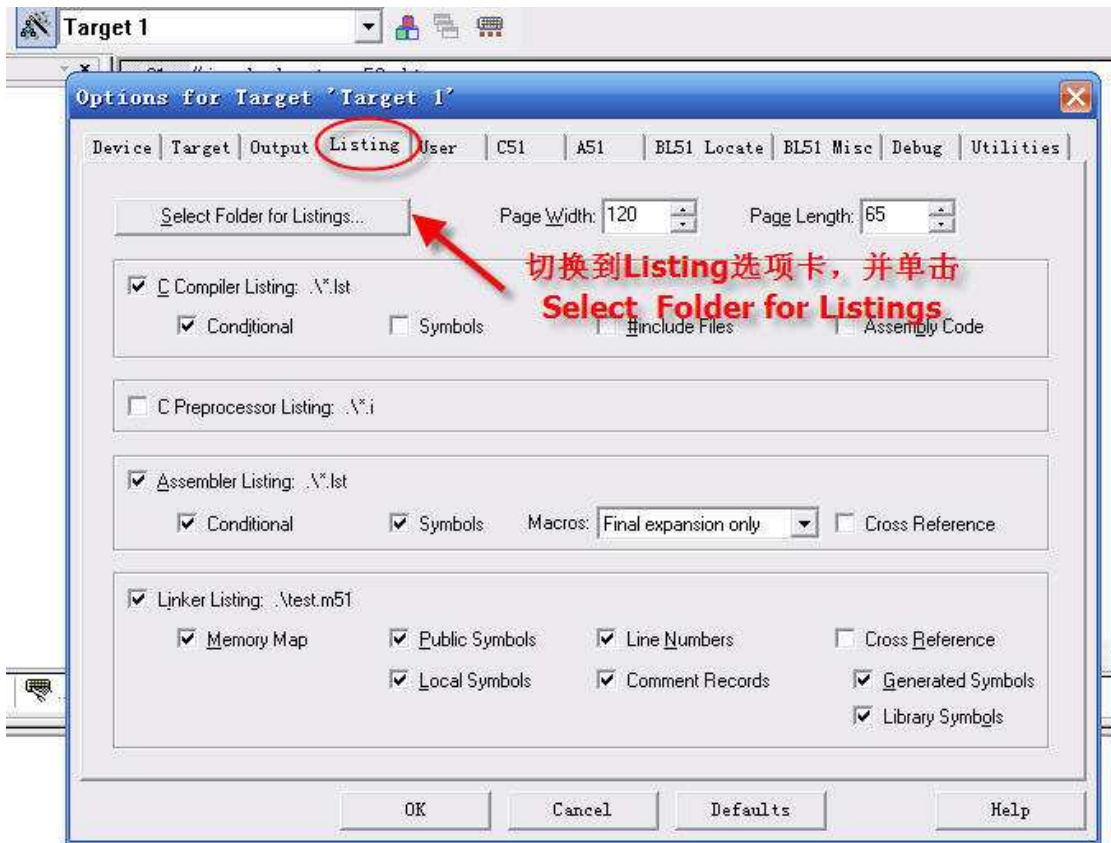 Target 1
Options for Target 'Target 1'
Device Target Output Listing User C51 A51 BL51 Locate BL51 Misc Debug Utilities
Select Folder for Listings... Page Width: 120 Page Length: 65
切换到Listing选项卡，并单击
Select Folder for Listings
C Compiler Listing: .\*.lst
Conditional Symbols #include Files Assembly Code
C Preprocessor Listing: .\*.i
Assembler Listing: .\*.lst
Conditional Symbols Macros: Final expansion only Cross Reference
Linker Listing: .\test.m51
Memory Map Public Symbols Line Numbers Cross Reference
Local Symbols Comment Records Generated Symbols
Library Symbols
OK Cancel Defaults Help